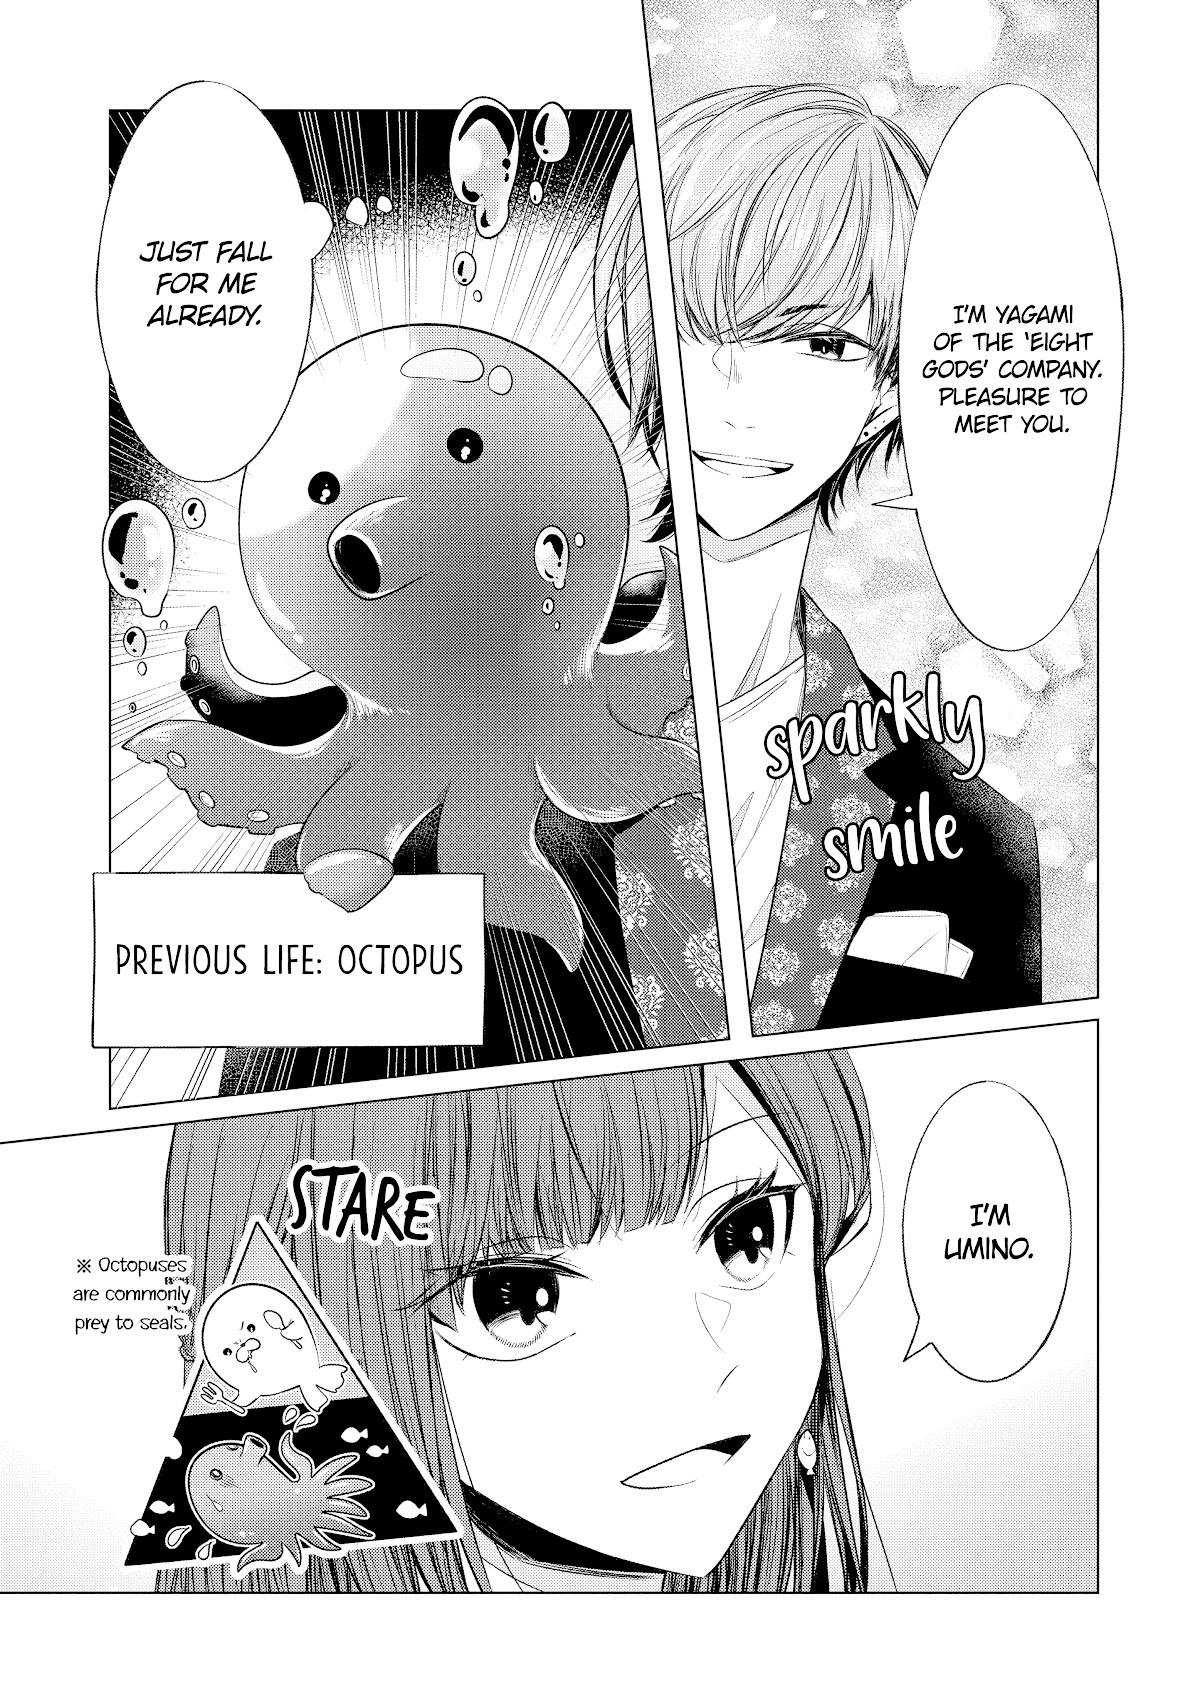 I'M YAGAMI
OF THE 'EIGHT
GODS' COMPANY.
PLEASURE TO
MEET YOU.
sparkly
smile
JUST FALL
FOR ME
ALREADY.
PREVIOUS LIFE: OCTOPUS
I'M
UMINO.
STARE
※ Octopuses
are commonly
prey to seals.